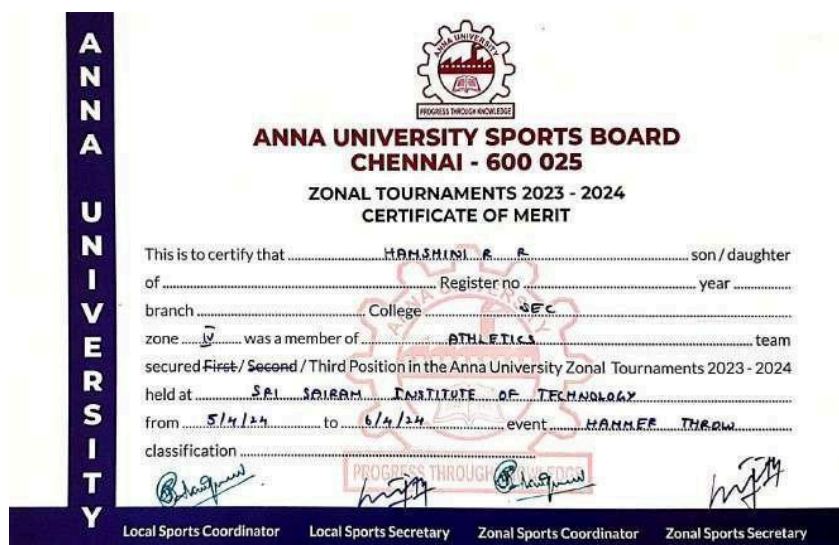 ANNA UNIVERSITY
ANNA UNIVERSITY
PROGRESS THROUGH KNOWLEDGE
ANNA UNIVERSITY SPORTS BOARD
CHENNAI - 600 025
ZONAL TOURNAMENTS 2023 - 2024
CERTIFICATE OF MERIT
This is to certify that HAMSHINI R R son / daughter
of Register no year
branch College SEC
zone IV was a member of ATHLETICS team
secured First / Second / Third Position in the Anna University Zonal Tournaments 2023 - 2024
held at SRI SAIRAM INSTITUTE OF TECHNOLOGY
from 5/4/24 to 6/4/24 event HAMMER THROW
classification
ANNA UNIVERSITY
PROGRESS THROUGH KNOWLEDGE
Local Sports Coordinator Local Sports Secretary Zonal Sports Coordinator Zonal Sports Secretary